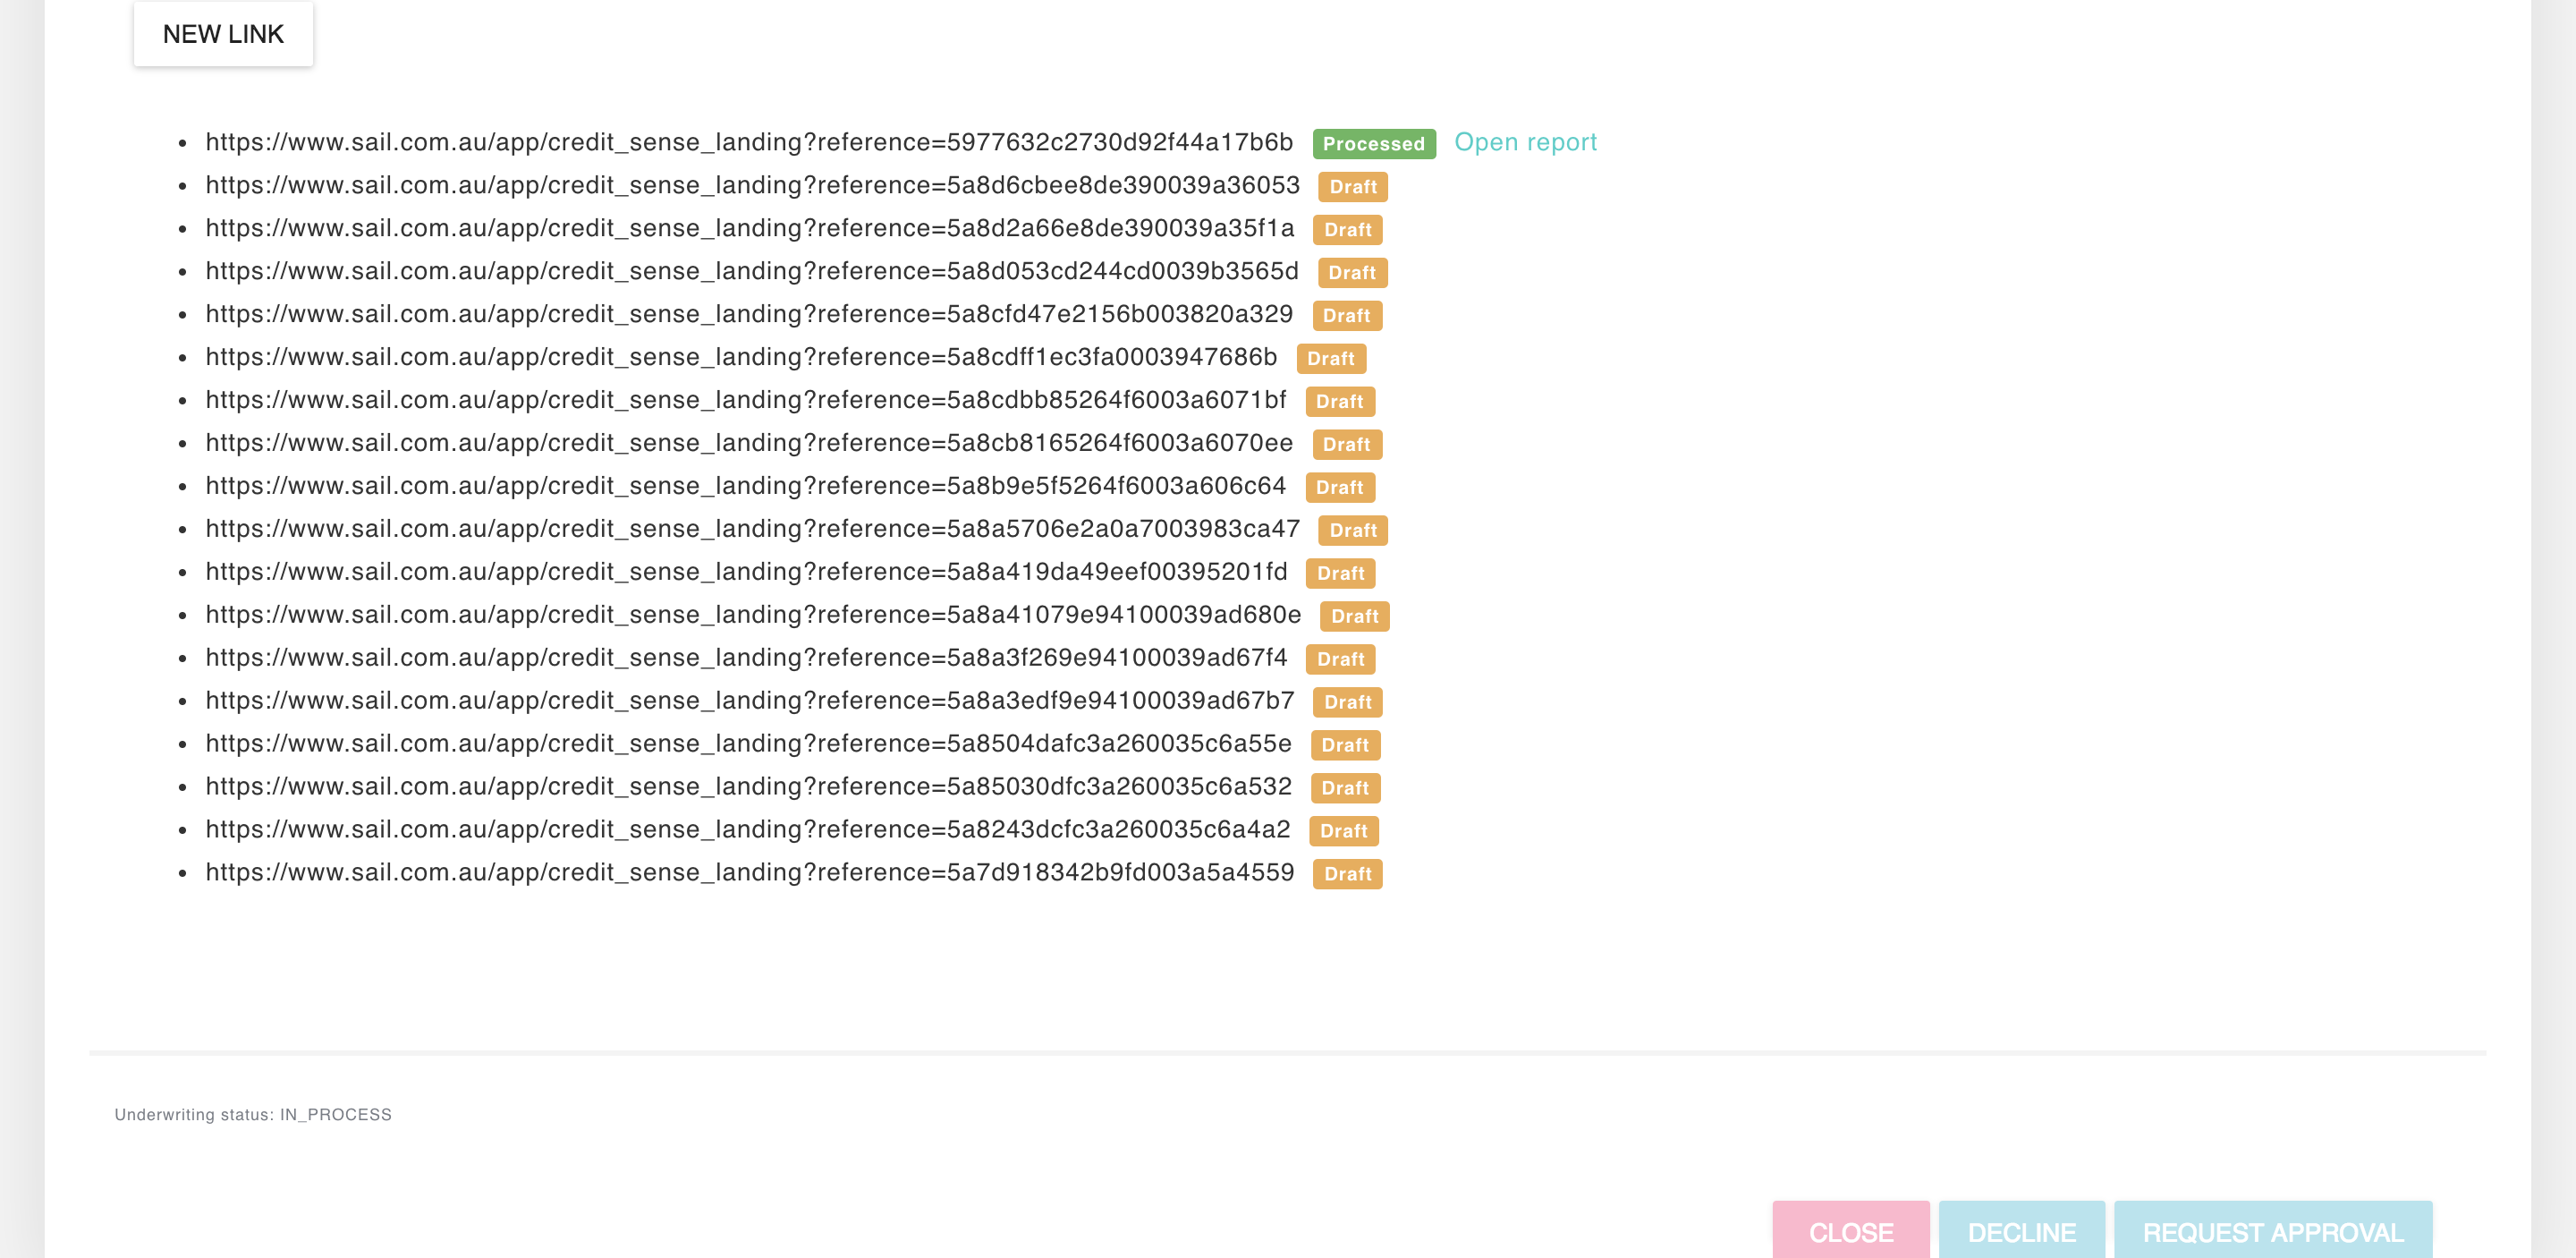 NEW LINK
https://www.sail.com.au/app/credit_sense_landing?reference=5977632c2730d92f44a17b6b Processed Open report
https://www.sail.com.au/app/credit_sense_landing?reference=5a8d6cbee8de390039a36053 Draft
https://www.sail.com.au/app/credit_sense_landing?reference=5a8d2a66e8de390039a35f1a Draft
https://www.sail.com.au/app/credit_sense_landing?reference=5a8d053cd244cd0039b3565d Draft
https://www.sail.com.au/app/credit_sense_landing?reference=5a8cfd47e2156b003820a329 Draft
https://www.sail.com.au/app/credit_sense_landing?reference=5a8cdff1ec3fa0003947686b Draft
https://www.sail.com.au/app/credit_sense_landing?reference=5a8cdbb85264f6003a6071bf Draft
https://www.sail.com.au/app/credit_sense_landing?reference=5a8cb8165264f6003a6070ee Draft
https://www.sail.com.au/app/credit_sense_landing?reference=5a8b9e5f5264f6003a606c64 Draft
https://www.sail.com.au/app/credit_sense_landing?reference=5a8a5706e2a0a7003983ca47 Draft
https://www.sail.com.au/app/credit_sense_landing?reference=5a8a419da49eef00395201fd Draft
https://www.sail.com.au/app/credit_sense_landing?reference=5a8a41079e94100039ad680e Draft
https://www.sail.com.au/app/credit_sense_landing?reference=5a8a3f269e94100039ad67f4 Draft
https://www.sail.com.au/app/credit_sense_landing?reference=5a8a3edf9e94100039ad67b7 Draft
https://www.sail.com.au/app/credit_sense_landing?reference=5a8504dafc3a260035c6a55e Draft
https://www.sail.com.au/app/credit_sense_landing?reference=5a85030dfc3a260035c6a532 Draft
https://www.sail.com.au/app/credit_sense_landing?reference=5a8243dcfc3a260035c6a4a2 Draft
https://www.sail.com.au/app/credit_sense_landing?reference=5a7d918342b9fd003a5a4559 Draft
Underwriting status: IN_PROCESS
CLOSE DECLINE REQUEST APPROVAL